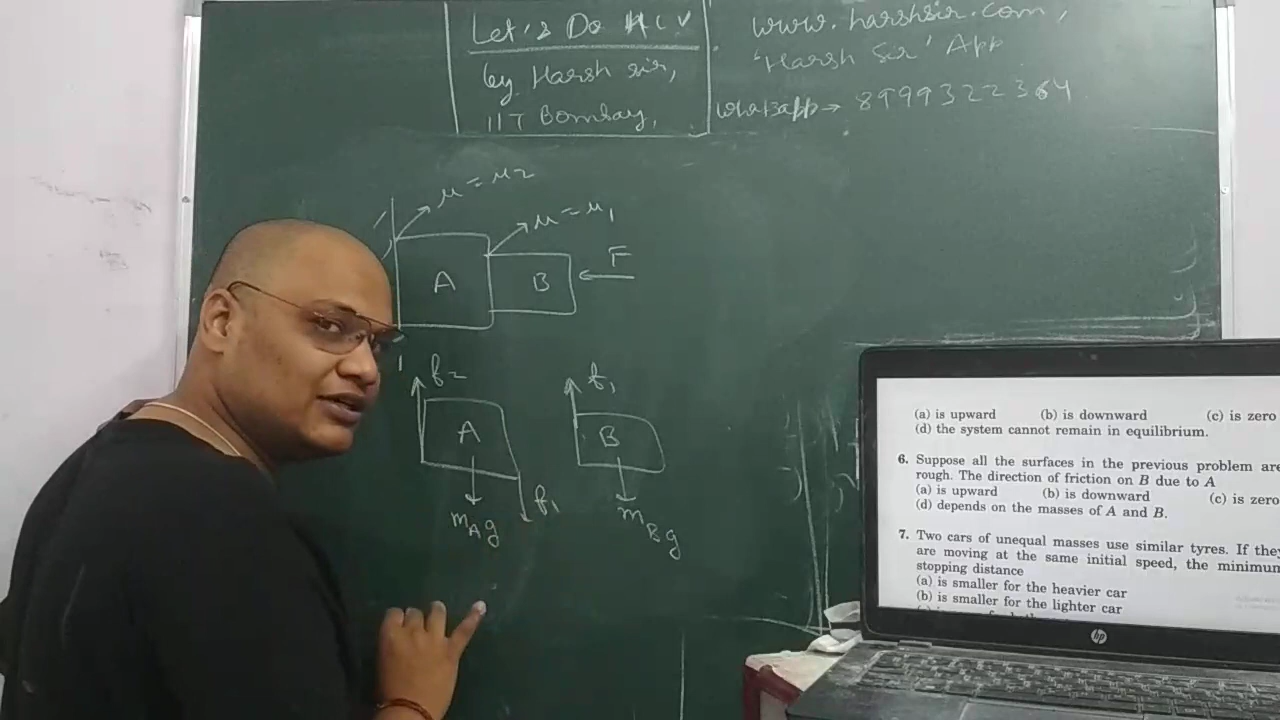 Let's Do HCV
by Harsh sir,
IIT Bombay,
www.harshsir.com,
'Harsh Sir' App
Whatsapp → 8999322364
μ = μ2
μ = μ1
A
B
F
f2
A
mAg
f1
f1
B
mBg
(a) is upward (b) is downward (c) is zero
(d) the system cannot remain in equilibrium.
6. Suppose all the surfaces in the previous problem are
rough. The direction of friction on B due to A
(a) is upward (b) is downward (c) is zero
(d) depends on the masses of A and B.
7. Two cars of unequal masses use similar tyres. If they
are moving at the same initial speed, the minimum
stopping distance
(a) is smaller for the heavier car
(b) is smaller for the lighter car
hp